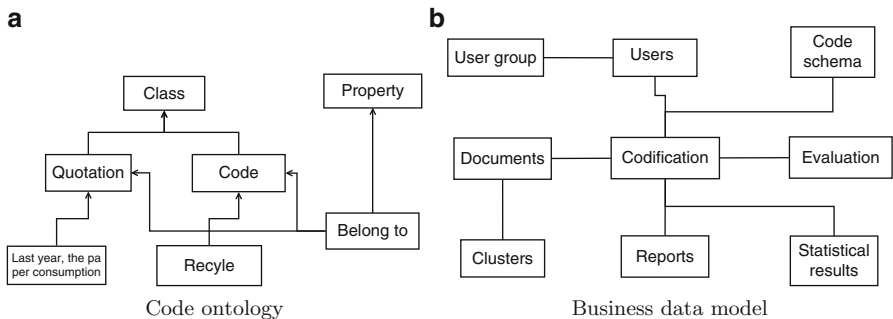 a
Class
Property
Quotation
Code
Belong to
Last year, the pa
per consumption
Recyle
Code ontology
b
User group
Users
Code
schema
Documents
Codification
Evaluation
Clusters
Reports
Statistical
results
Business data model